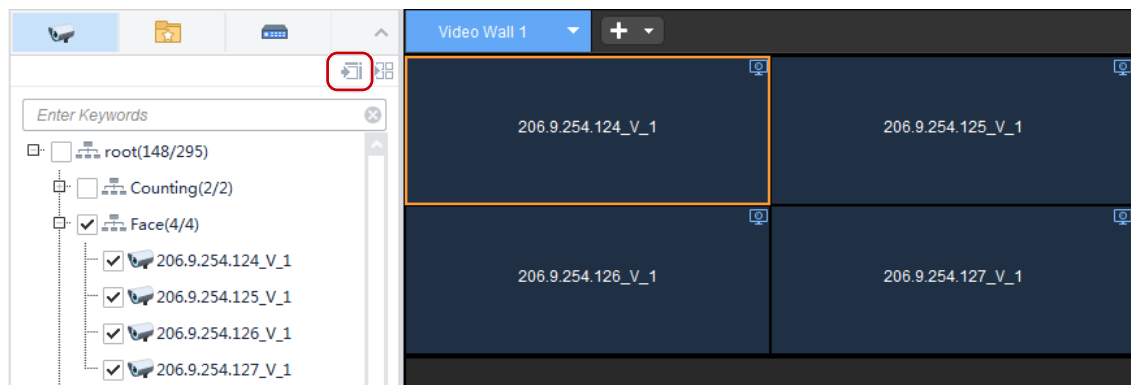 Video Wall 1
Enter Keywords
root(148/295)
Counting(2/2)
Face(4/4)
206.9.254.124_V_1
206.9.254.125_V_1
206.9.254.126_V_1
206.9.254.127_V_1
206.9.254.124_V_1
206.9.254.125_V_1
206.9.254.126_V_1
206.9.254.127_V_1